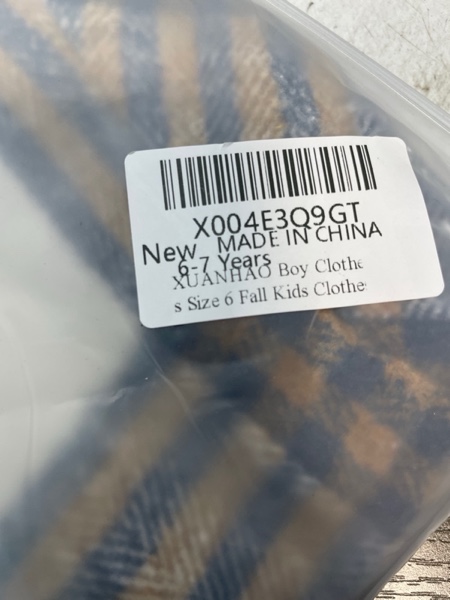 X004E3Q9GT
New MADE IN CHINA
6-7 Years
XUANHAO Boy Clothe
s Size 6 Fall Kids Clothes